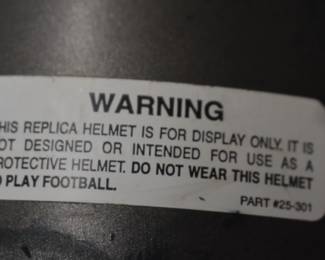 WARNING
HIS REPLICA HELMET IS FOR DISPLAY ONLY. IT IS
OT DESIGNED OR INTENDED FOR USE AS A
ROTECTIVE HELMET. DO NOT WEAR THIS HELMET
O PLAY FOOTBALL.
PART #25-301